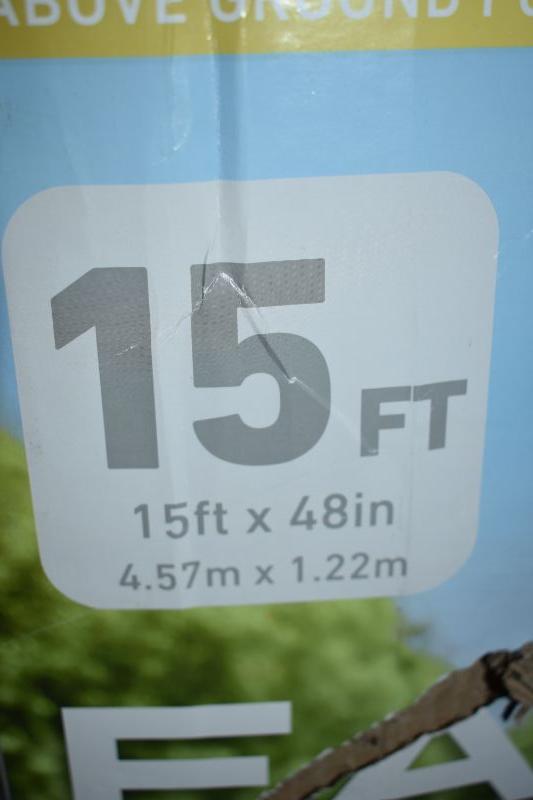 ABOVE GROUND
15 FT
15ft x 48in
4.57m x 1.22m